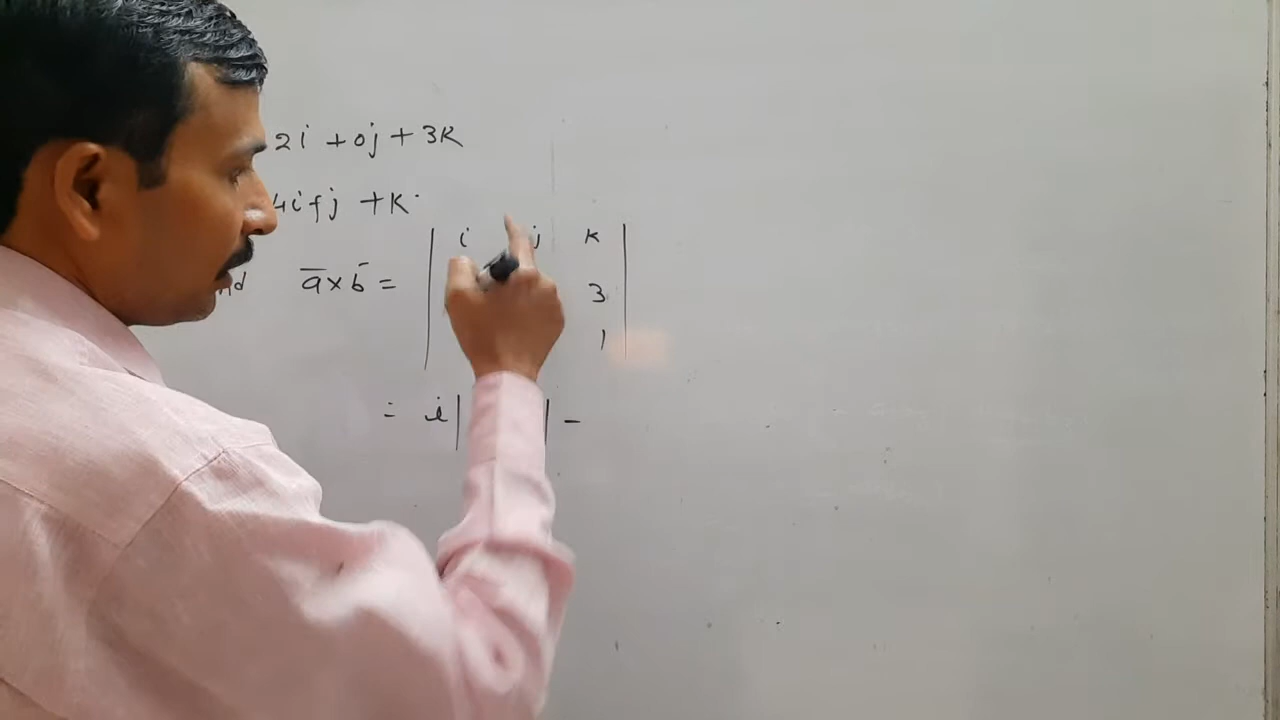 2i + 0j + 3k
4i + j + k
a̅ × b̅ = | i j k |
3
1
= i | | -